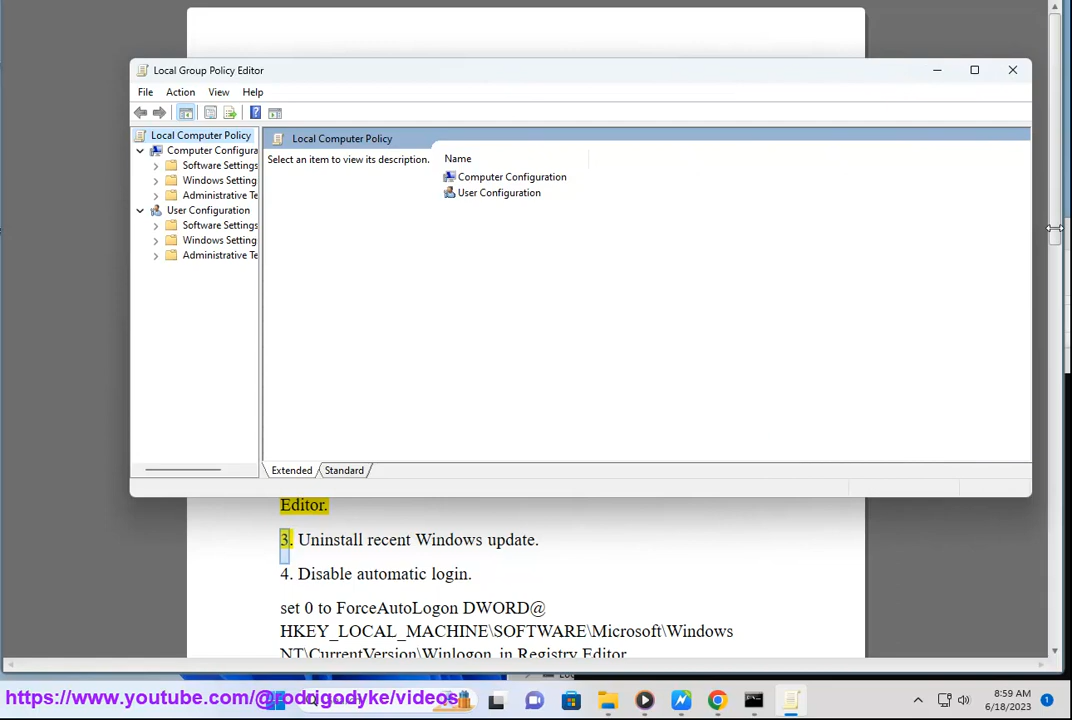 Local Group Policy Editor
File Action View Help
Local Computer Policy
Computer Configura
Software Settings
Windows Setting
Administrative Te
User Configuration
Software Settings
Windows Setting
Administrative Te
Local Computer Policy
Select an item to view its description.
Name
Computer Configuration
User Configuration
Extended Standard
Editor.
3. Uninstall recent Windows update.
4. Disable automatic login.
set 0 to ForceAutoLogon DWORD@
HKEY_LOCAL_MACHINE\SOFTWARE\Microsoft\Windows
NT\CurrentVersion\Winlogon in Registry Editor
https://www.youtube.com/@rodrigodyke/videos
8:59 AM
6/18/2023
1